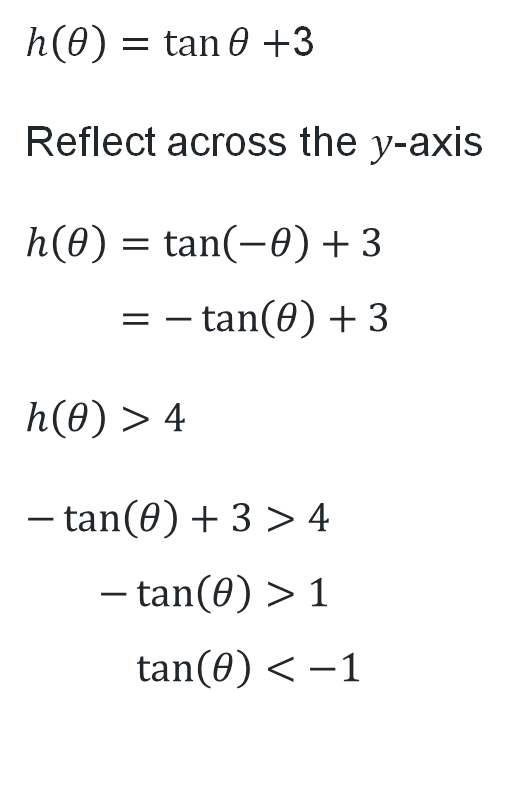 h(θ) = tan θ +3
Reflect across the y-axis
h(θ) = tan(−θ) + 3
= − tan(θ) + 3
h(θ) > 4
− tan(θ) + 3 > 4
− tan(θ) > 1
tan(θ) < −1